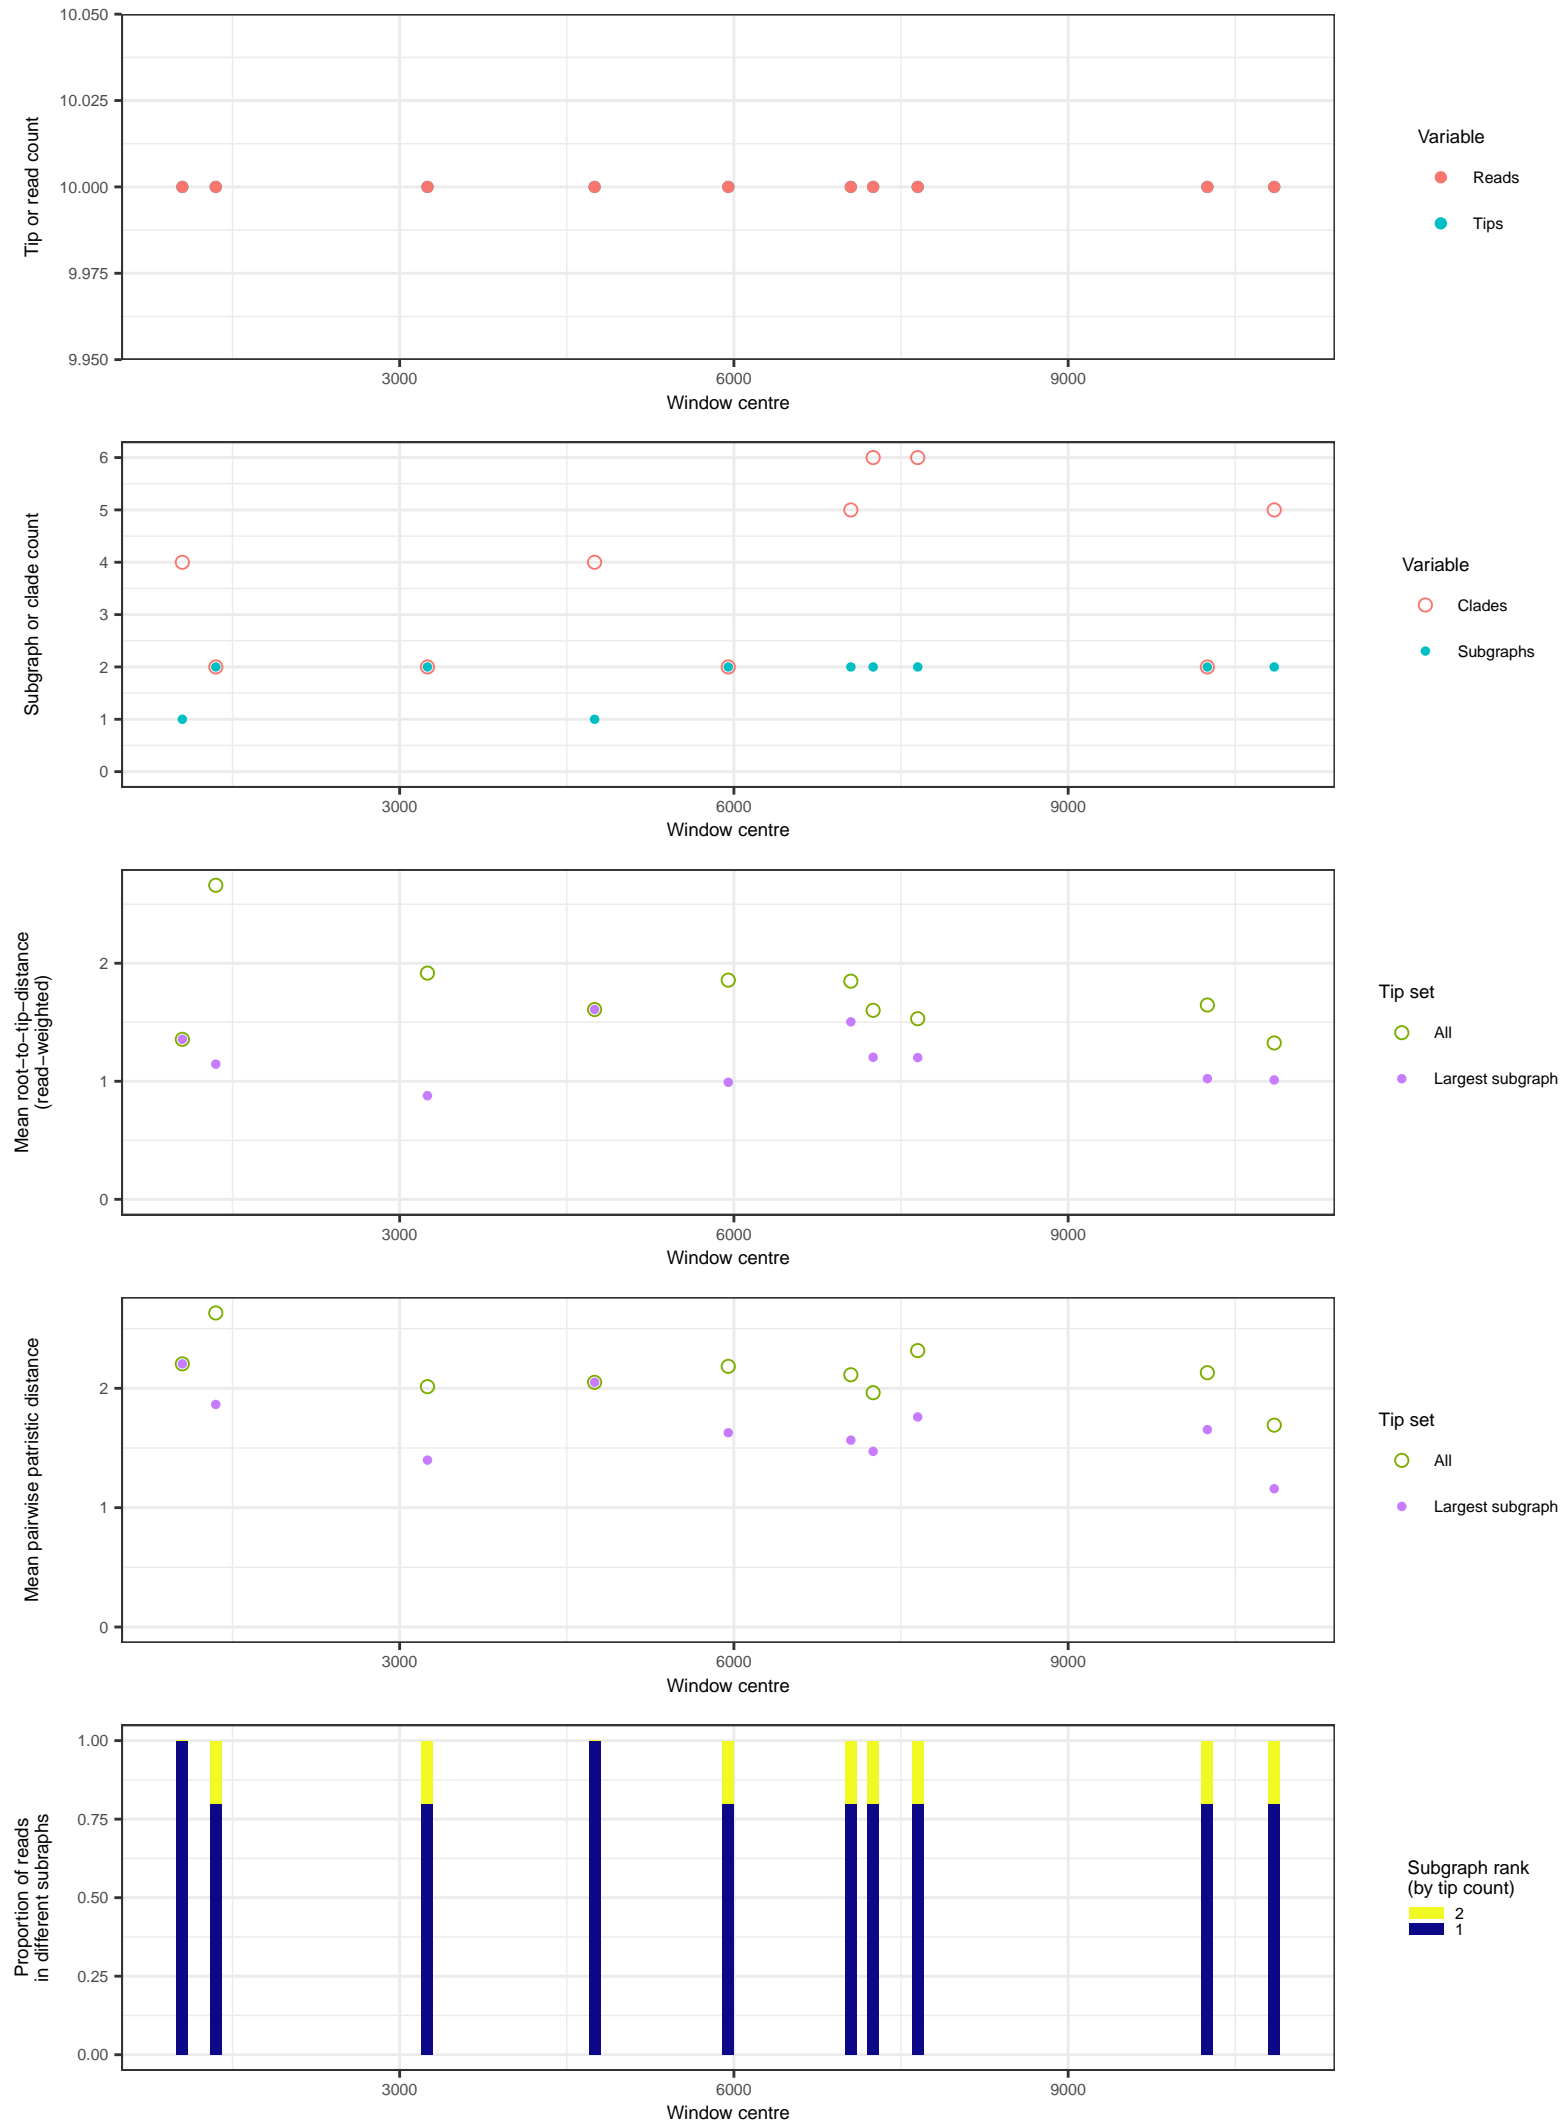 10.050
10.025
10.000
9.975
9.950
Tip or read count
3000
6000
9000
Window centre
Variable
Reads
Tips
6
5
4
3
2
1
0
Subgraph or clade count
3000
6000
9000
Window centre
Variable
Clades
Subgraphs
2
1
0
Mean root−to−tip−distance
(read−weighted)
3000
6000
9000
Window centre
Tip set
All
Largest subgraph
2
1
0
Mean pairwise patristic distance
3000
6000
9000
Window centre
Tip set
All
Largest subgraph
1.00
0.75
0.50
0.25
0.00
Proportion of reads
in different subraphs
3000
6000
9000
Window centre
Subgraph rank
(by tip count)
2
1